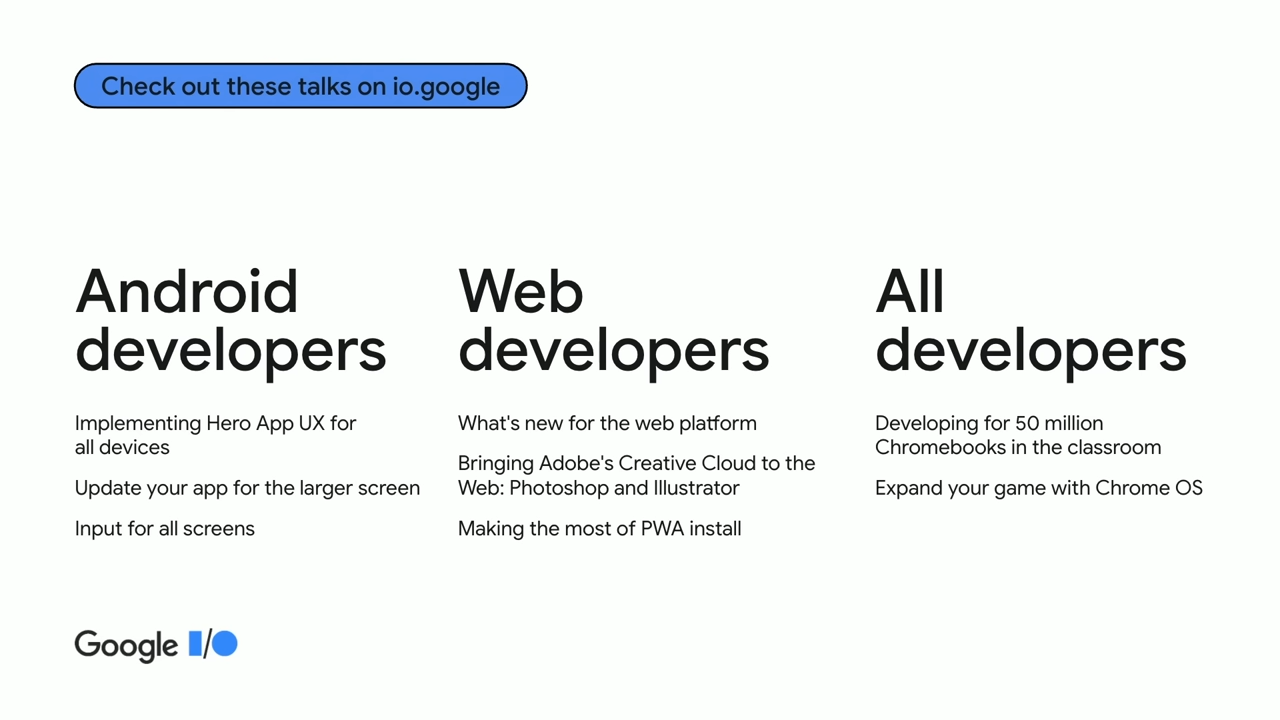 Check out these talks on io.google
Android
developers
Implementing Hero App UX for
all devices
Update your app for the larger screen
Input for all screens
Web
developers
What's new for the web platform
Bringing Adobe's Creative Cloud to the
Web: Photoshop and Illustrator
Making the most of PWA install
All
developers
Developing for 50 million
Chromebooks in the classroom
Expand your game with Chrome OS
Google I/O